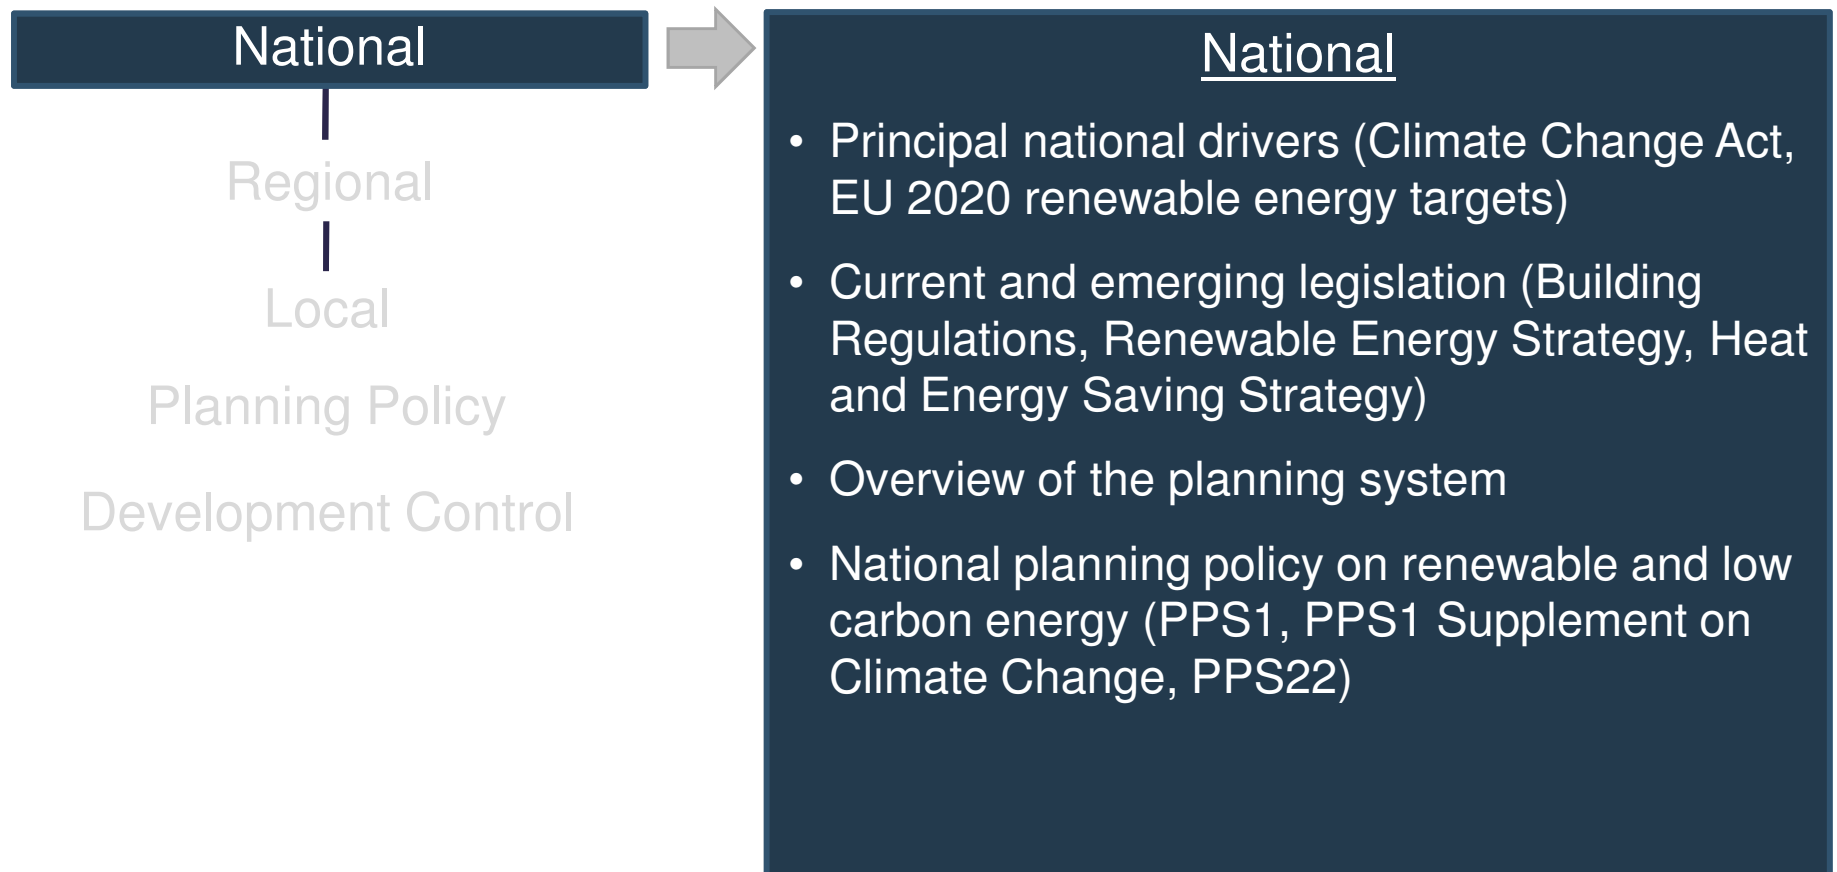 National
Regional
Local
Planning Policy
Development Control
National
• Principal national drivers (Climate Change Act,
EU 2020 renewable energy targets)
• Current and emerging legislation (Building
Regulations, Renewable Energy Strategy, Heat
and Energy Saving Strategy)
• Overview of the planning system
• National planning policy on renewable and low
carbon energy (PPS1, PPS1 Supplement on
Climate Change, PPS22)